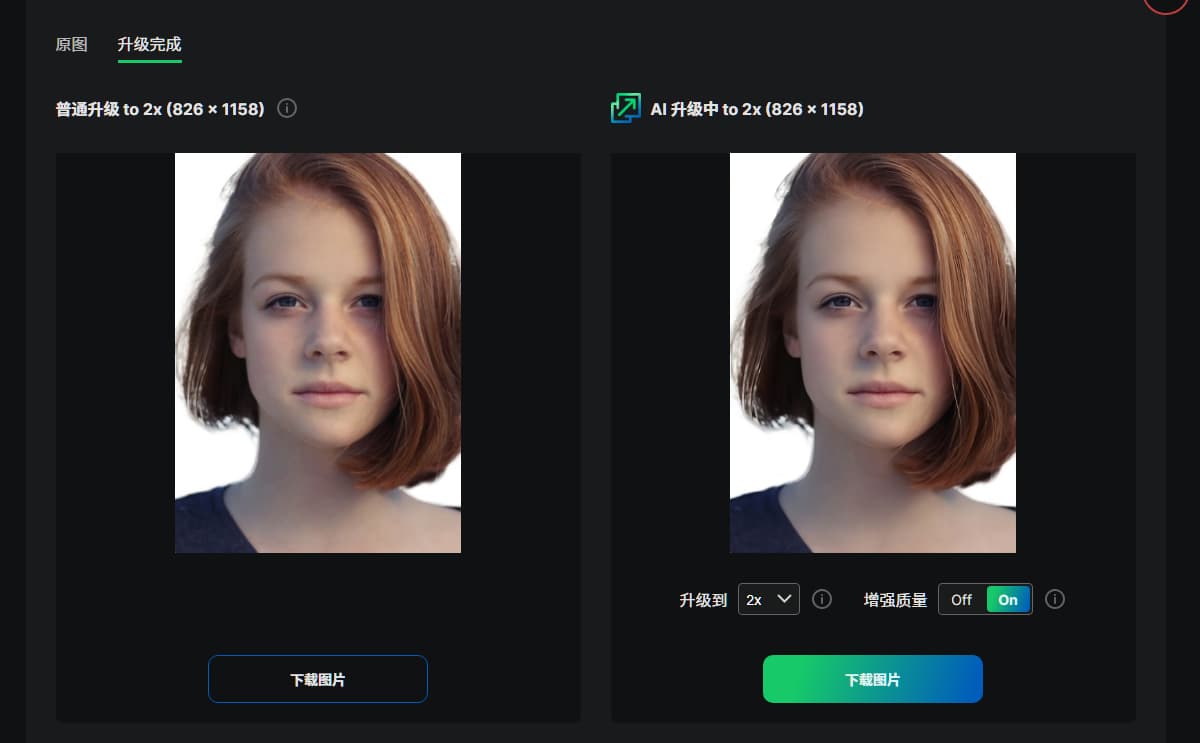 原图 升级完成
普通升级 to 2x (826 × 1158)
AI 升级中 to 2x (826 × 1158)
升级到 2x 增强质量 Off On
下载图片
下载图片